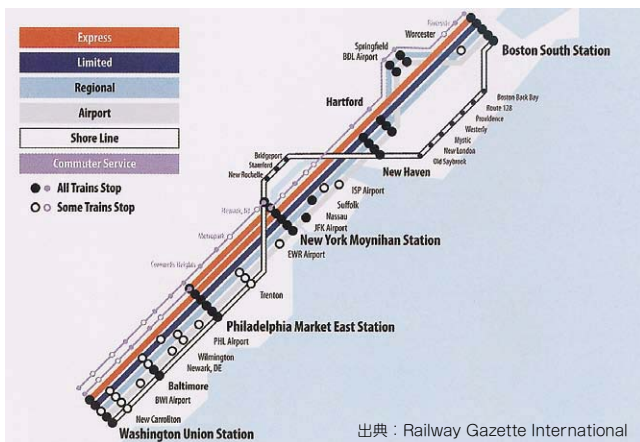 Express
Limited
Regional
Airport
Shore Line
Commuter Service
All Trains Stop
Some Trains Stop
Worcester
Springfield
BDL Airport
Boston South Station
Hartford
Boston Back Bay
Route 128
Providence
Westerly
Mystic
New London
Old Saybrook
Bridgeport
Stamford
New Rochelle
New Haven
ISP Airport
Suffolk
Nassau
JFK Airport
Newark, NJ
New York Moynihan Station
Metropark
EWR Airport
Trenton
Philadelphia Market East Station
PHL Airport
Wilmington
Newark, DE
Baltimore
BWI Airport
New Carrollton
Washington Union Station
出典：Railway Gazette International